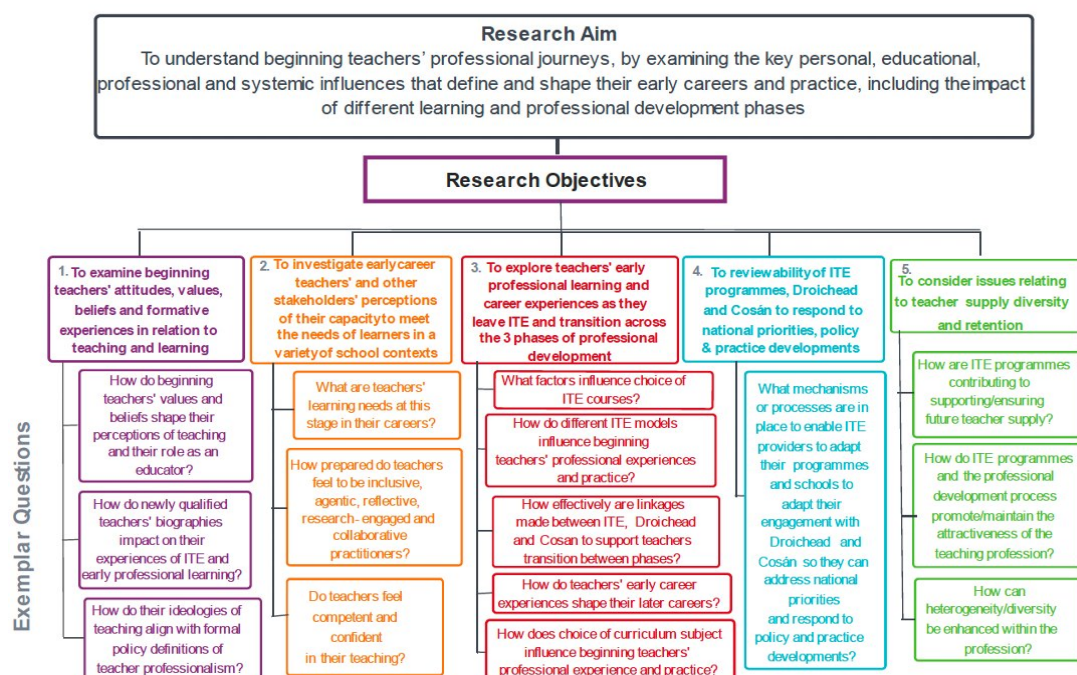 Research Aim
To understand beginning teachers' professional journeys, by examining the key personal, educational,
professional and systemic influences that define and shape their early careers and practice, including theimpact
of different learning and professional development phases
Research Objectives
1. To examine beginning
teachers' attitudes, values,
beliefs and formative
experiences in relation to
teaching and learning
How do beginning
teachers' values and
beliefs shape their
perceptions of teaching
and their role as an
educator?
How do newly qualified
teachers' biographies
impact on their
experiences of ITE and
early professional learning?
How do their ideologies of
teaching align with formal
policy definitions of
teacher professionalism?
2. To investigate earlycareer
teachers' and other
stakeholders' perceptions
of their capacityto meet
the needs of learners in a
varietyof school contexts
What are teachers'
learning needs at this
stage in their careers?
How prepared do teachers
feel to be inclusive,
agentic, reflective,
research- engaged and
collaborative
practitioners?
Do teachers feel
competent and
confident
in their teaching?
3. To explore teachers' early
professional learning and
career experiences as they
leave ITE and transition across
the 3 phases of professional
development
What factors influence choice of
ITE courses?
How do different ITE models
influence beginning
teachers' professional experiences
and practice?
How effectively are linkages
made between ITE, Droichead
and Cosan to support teachers
transition between phases?
How do teachers' early career
experiences shape their later careers?
How does choice of curriculum subject
influence beginning teachers'
professional experience and practice?
4. To reviewability of ITE
programmes, Droichead
and Cosán to respond to
national priorities, policy
& practice developments
What mechanisms
or processes are in
place to enable ITE
providers to adapt
their programmes
and schools to
adapt their
engagement with
Droichead and
Cosán so they can
address national
priorities
and respond to
policy and practice
developments?
5.
To consider issues relating
to teacher supply diversity
and retention
How are ITE programmes
contributing to
supporting/ensuring
future teacher supply?
How do ITE programmes
and the professional
development process
promote/maintain the
attractiveness of the
teaching profession?
How can
heterogeneity/diversity
be enhanced within the
profession?
Exemplar Questions